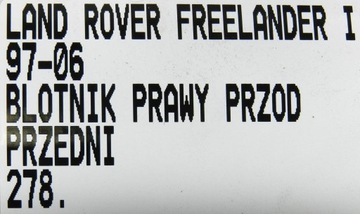 LAND ROVER FREELANDER I
97-06
BLOTNIK PRAWY PRZOD
PRZEDNI
278.